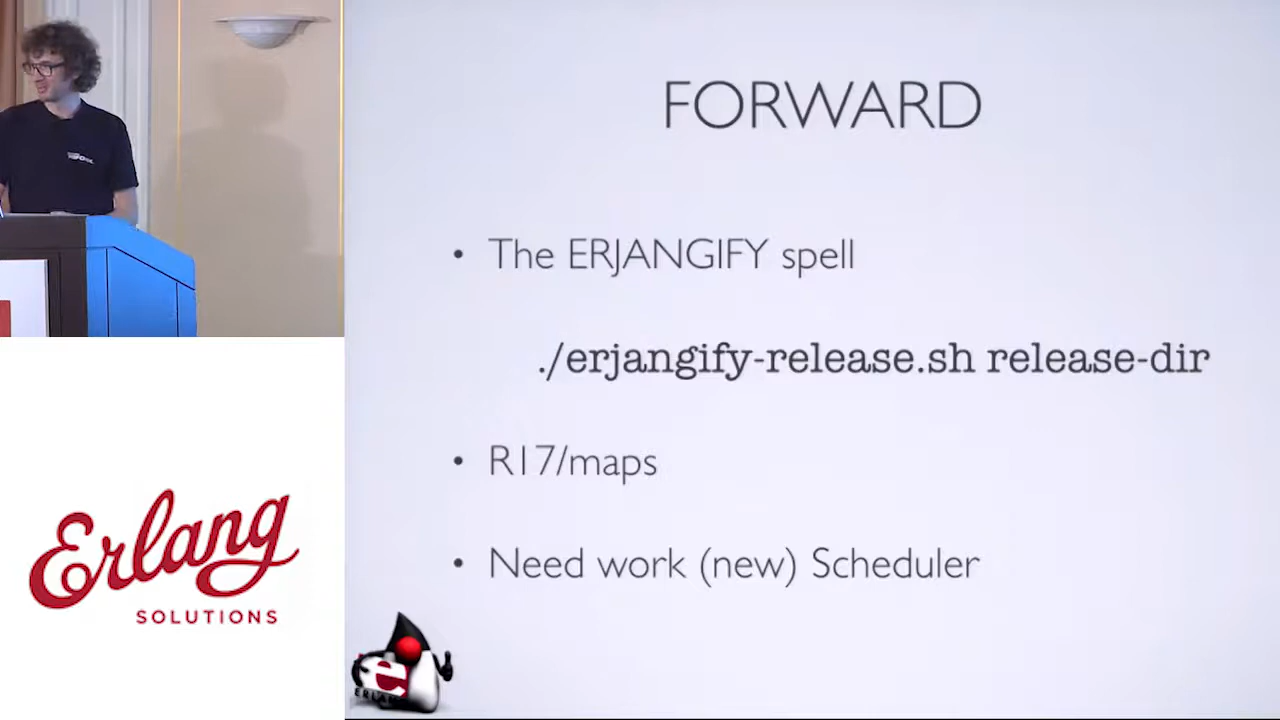 FORWARD
• The ERJANGIFY spell
./erjangify-release.sh release-dir
• R17/maps
• Need work (new) Scheduler
Erlang
SOLUTIONS
e